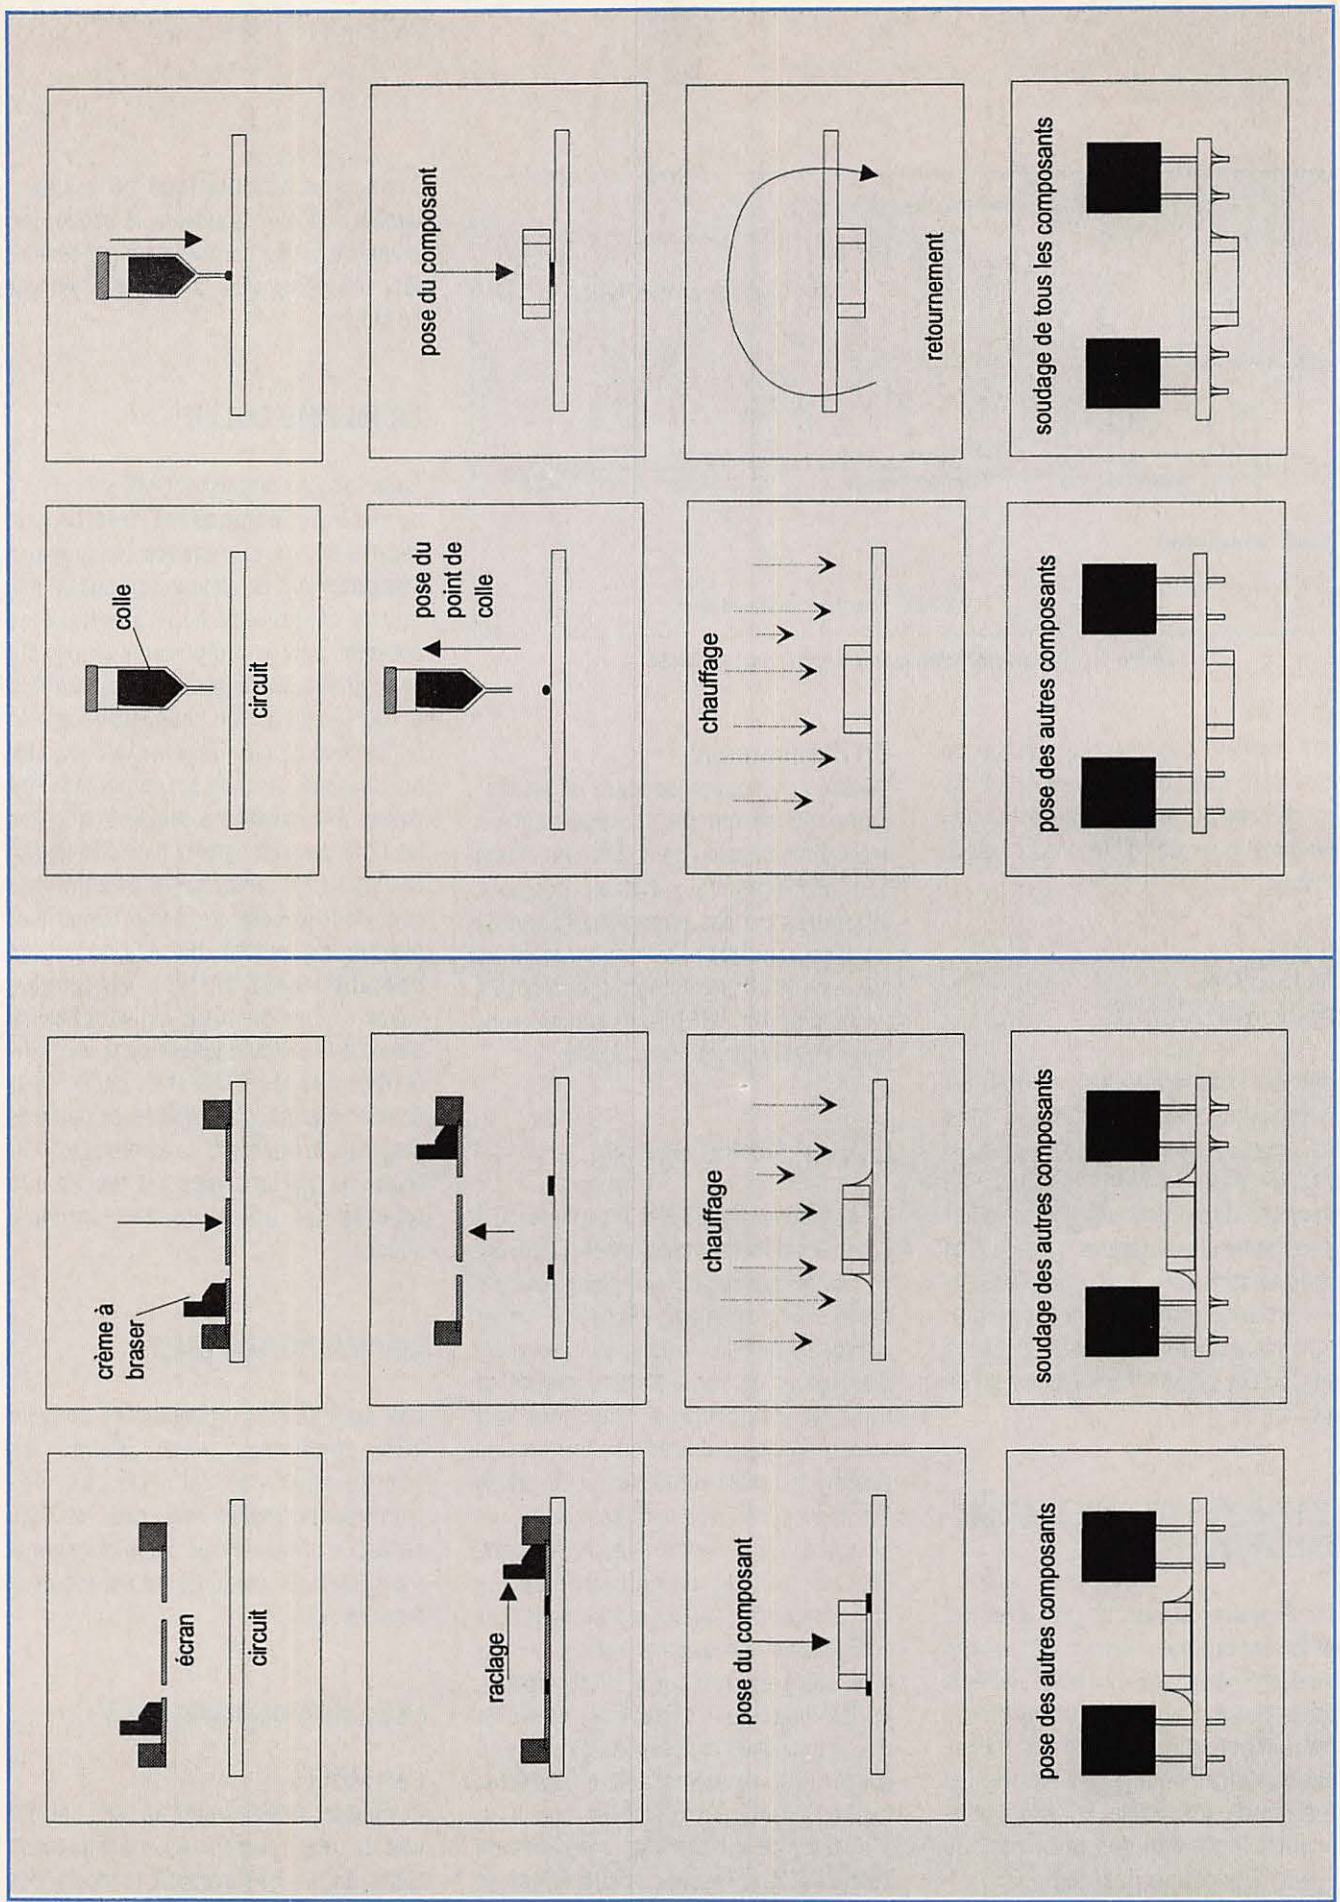 écran
circuit
crème à
braser
raclage
pose du composant
chauffage
pose des autres composants
soudage des autres composants
colle
circuit
pose du
point de
colle
pose du composant
chauffage
retournement
pose des autres composants
soudage de tous les composants